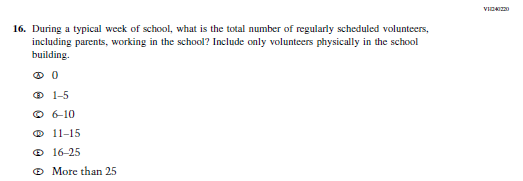 VH240220
16. During a typical week of school, what is the total number of regularly scheduled volunteers,
including parents, working in the school? Include only volunteers physically in the school
building.
Ⓐ 0
Ⓑ 1–5
Ⓒ 6–10
Ⓓ 11–15
Ⓔ 16–25
Ⓕ More than 25